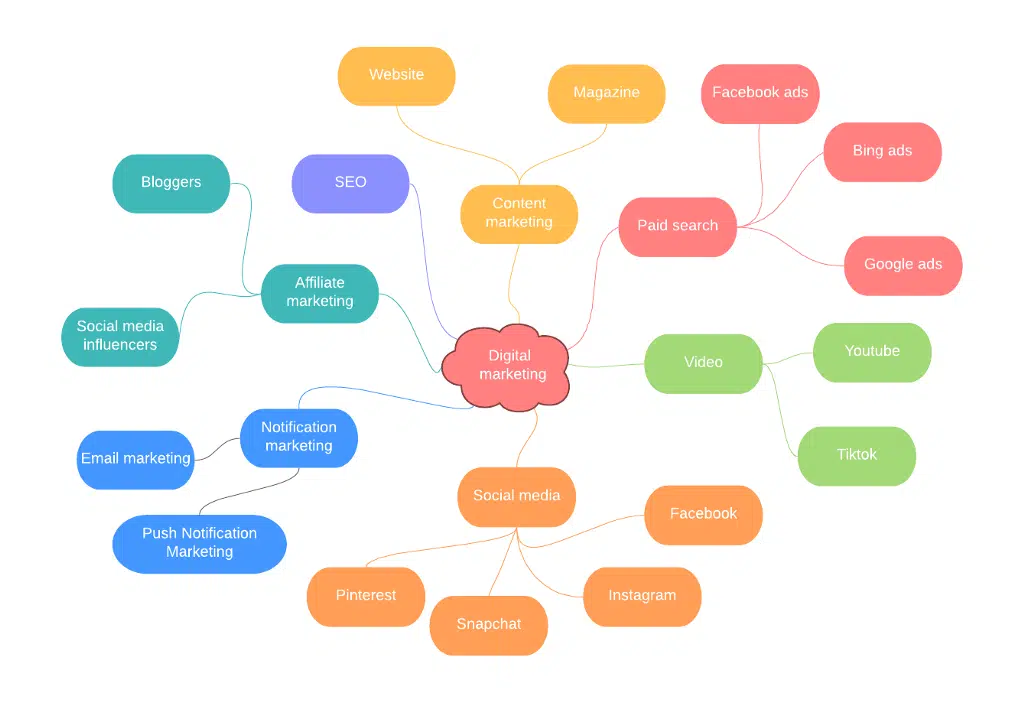 Website
Magazine
Facebook ads
Bing ads
Bloggers
SEO
Content
marketing
Paid search
Google ads
Affiliate
marketing
Social media
influencers
Digital
marketing
Video
Youtube
Notification
marketing
Email marketing
Tiktok
Social media
Facebook
Push Notification
Marketing
Pinterest
Snapchat
Instagram